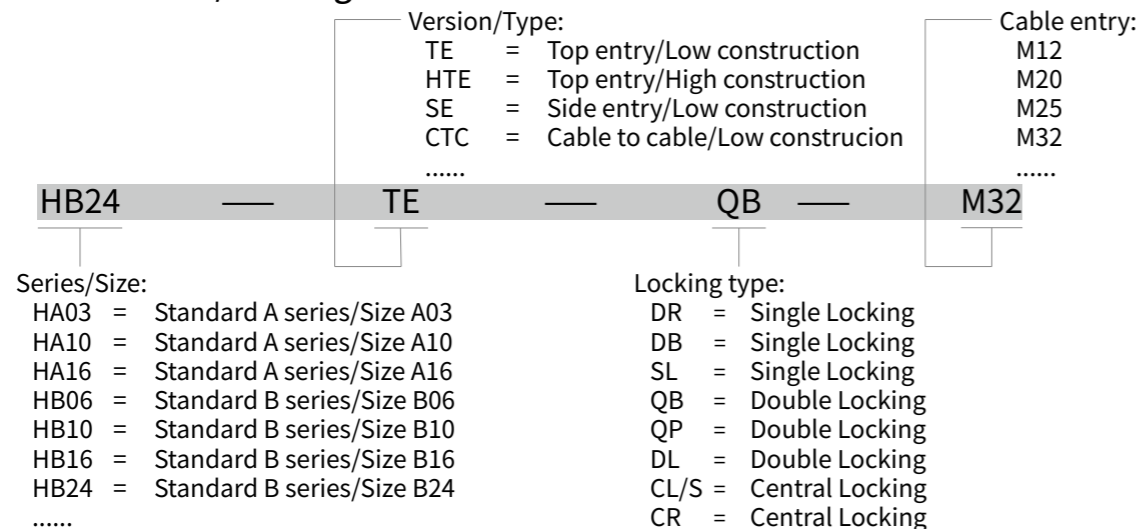 Version/Type:
TE = Top entry/Low construction
HTE = Top entry/High construction
SE = Side entry/Low construction
CTC = Cable to cable/Low construcion
......
Cable entry:
M12
M20
M25
M32
......
HB24 — TE — QB — M32
Series/Size:
HA03 = Standard A series/Size A03
HA10 = Standard A series/Size A10
HA16 = Standard A series/Size A16
HB06 = Standard B series/Size B06
HB10 = Standard B series/Size B10
HB16 = Standard B series/Size B16
HB24 = Standard B series/Size B24
......
Locking type:
DR = Single Locking
DB = Single Locking
SL = Single Locking
QB = Double Locking
QP = Double Locking
DL = Double Locking
CL/S = Central Locking
CR = Central Locking